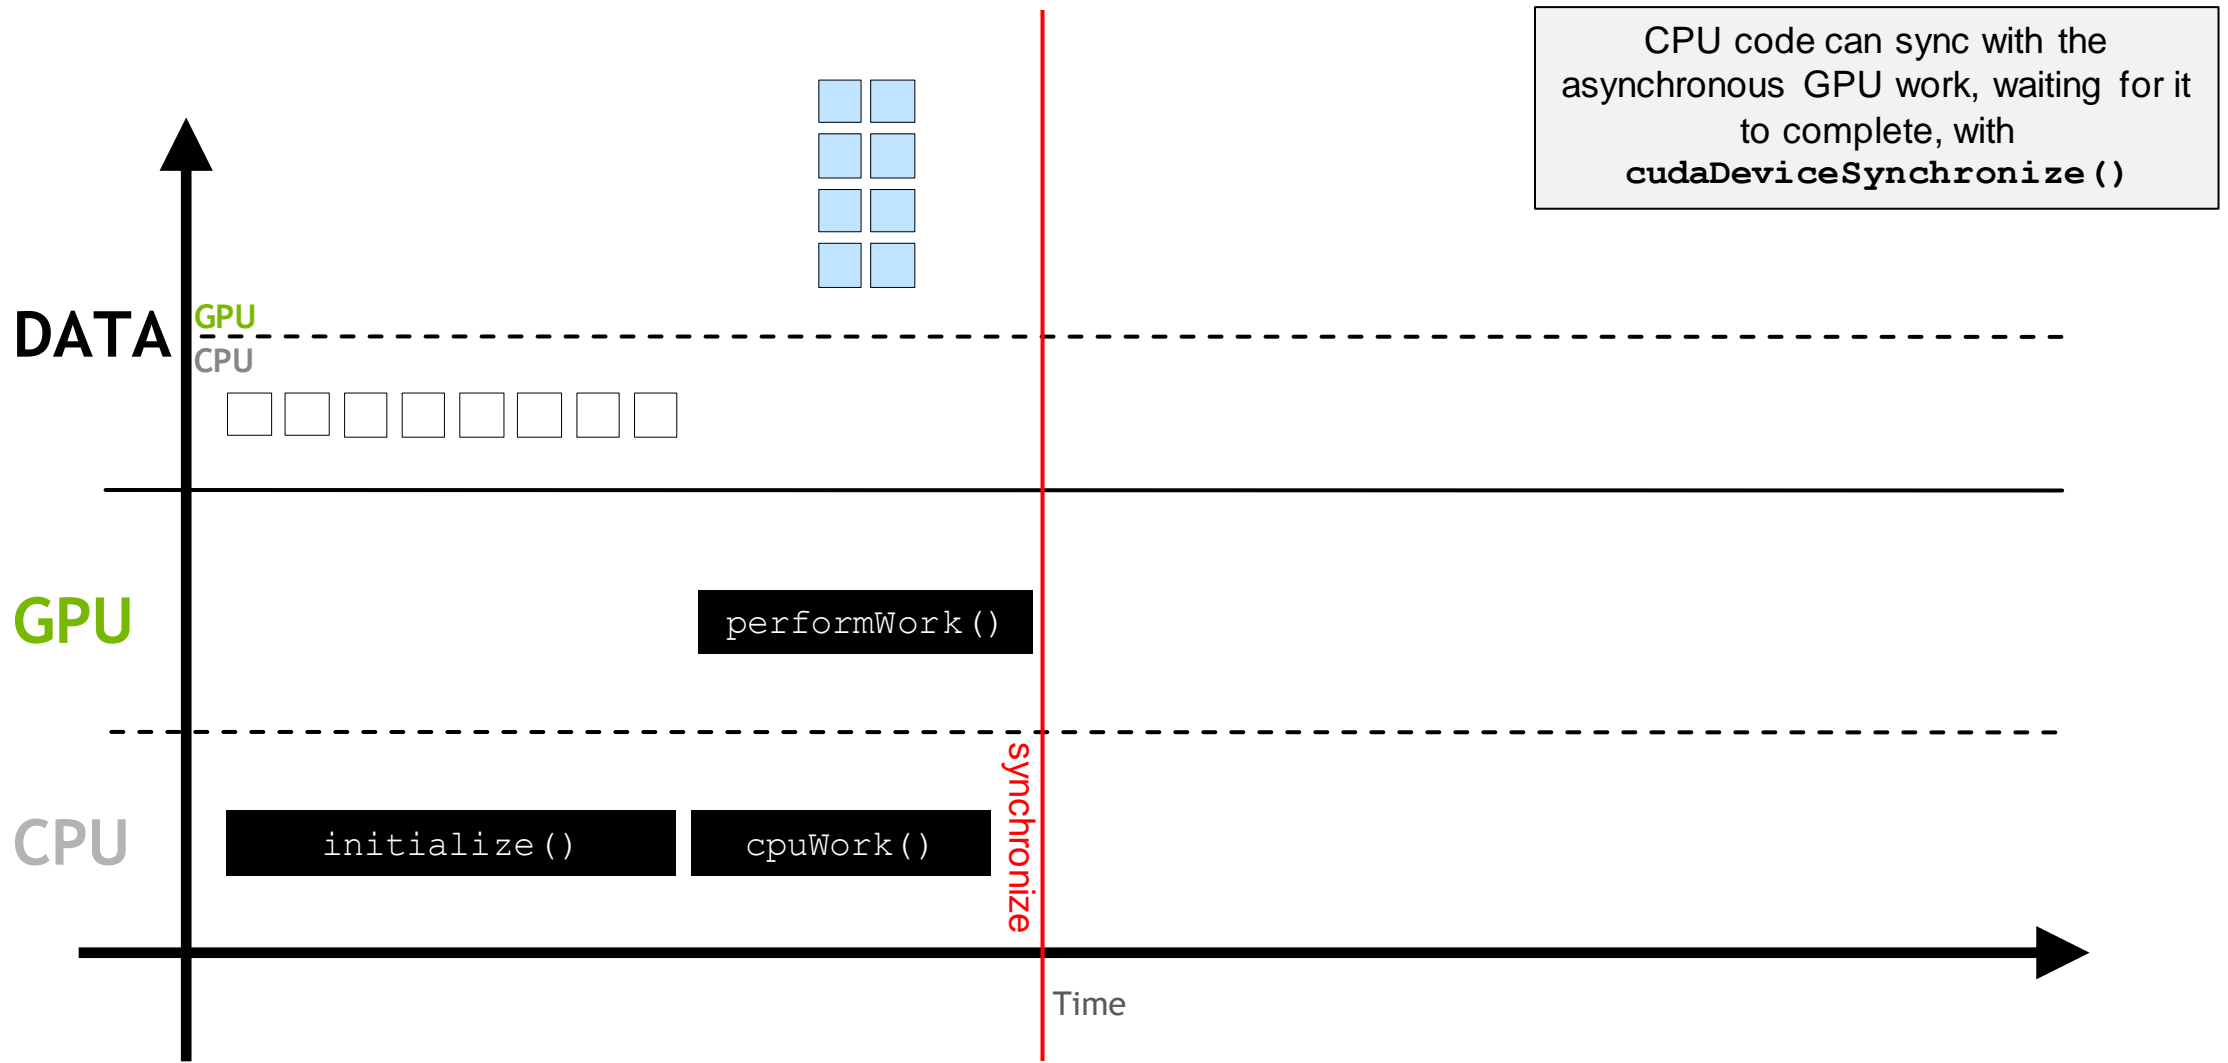 CPU code can sync with the
asynchronous GPU work, waiting for it
to complete, with
cudaDeviceSynchronize()
DATA
GPU
CPU
GPU
performWork()
CPU
initialize()
cpuWork()
synchronize
Time